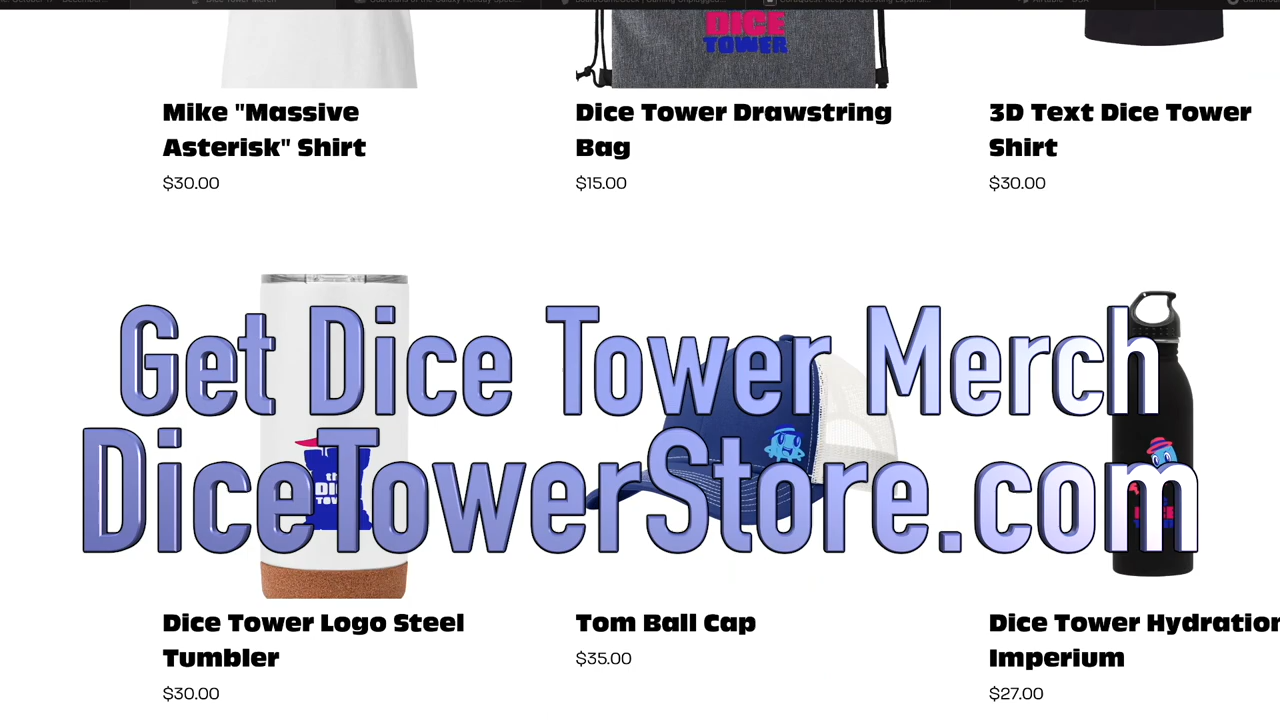 DICE
TOWER
Mike "Massive
Asterisk" Shirt
$30.00
Dice Tower Drawstring
Bag
$15.00
3D Text Dice Tower
Shirt
$30.00
Get Dice Tower Merch
DiceTowerStore.com
Dice Tower Logo Steel
Tumbler
$30.00
Tom Ball Cap
$35.00
Dice Tower Hydration
Imperium
$27.00